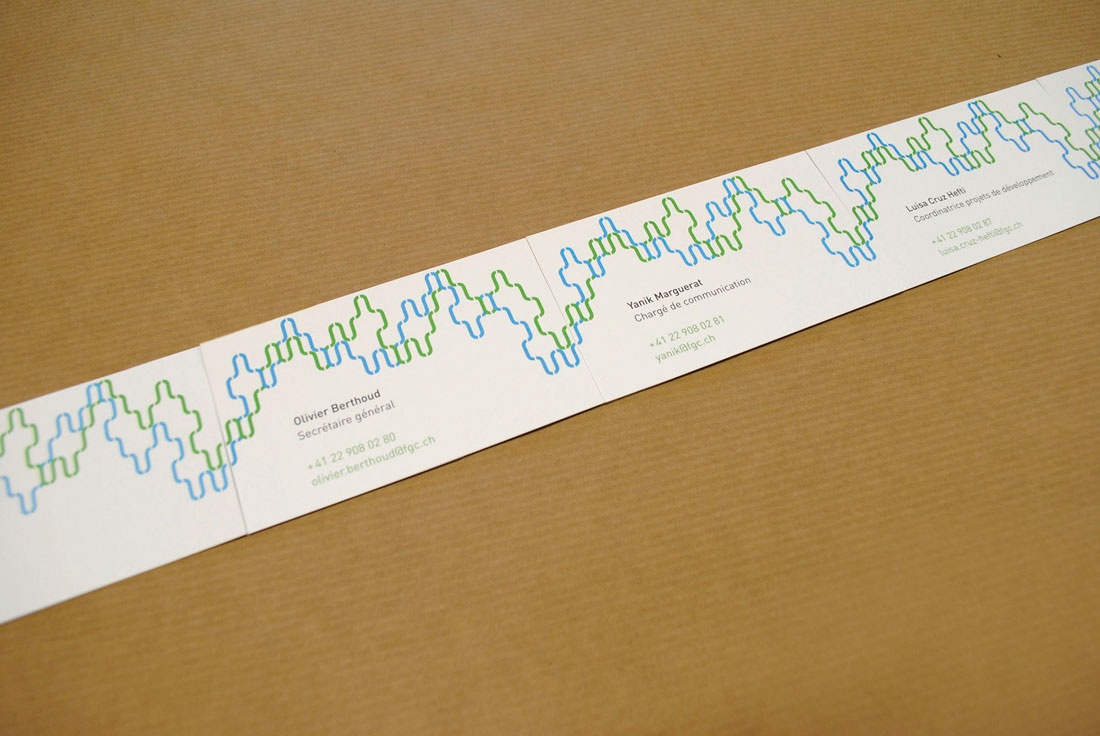 Olivier Berthoud
Secrétaire général
+41 22 908 02 80
olivier.berthoud@fgc.ch
Yanik Marguerat
Chargé de communication
+41 22 908 02 81
yanik@fgc.ch
Luisa Cruz Hefti
Coordinatrice projets de développement
+41 22 908 02 87
luisa.cruz-hefti@fgc.ch